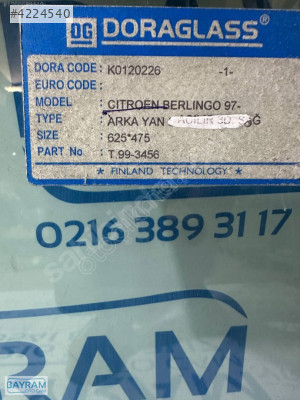 #4224540
DG DORAGLASS
DORA CODE: K0120226 -1-
EURO CODE:
MODEL : CITROEN BERLINGO 97-
TYPE : ARKA YAN
SIZE : 625*475
PART No. : T.99-3456
* FINLAND TECHNOLOGY *
0216 389 31 17
RAM
BAYRAM